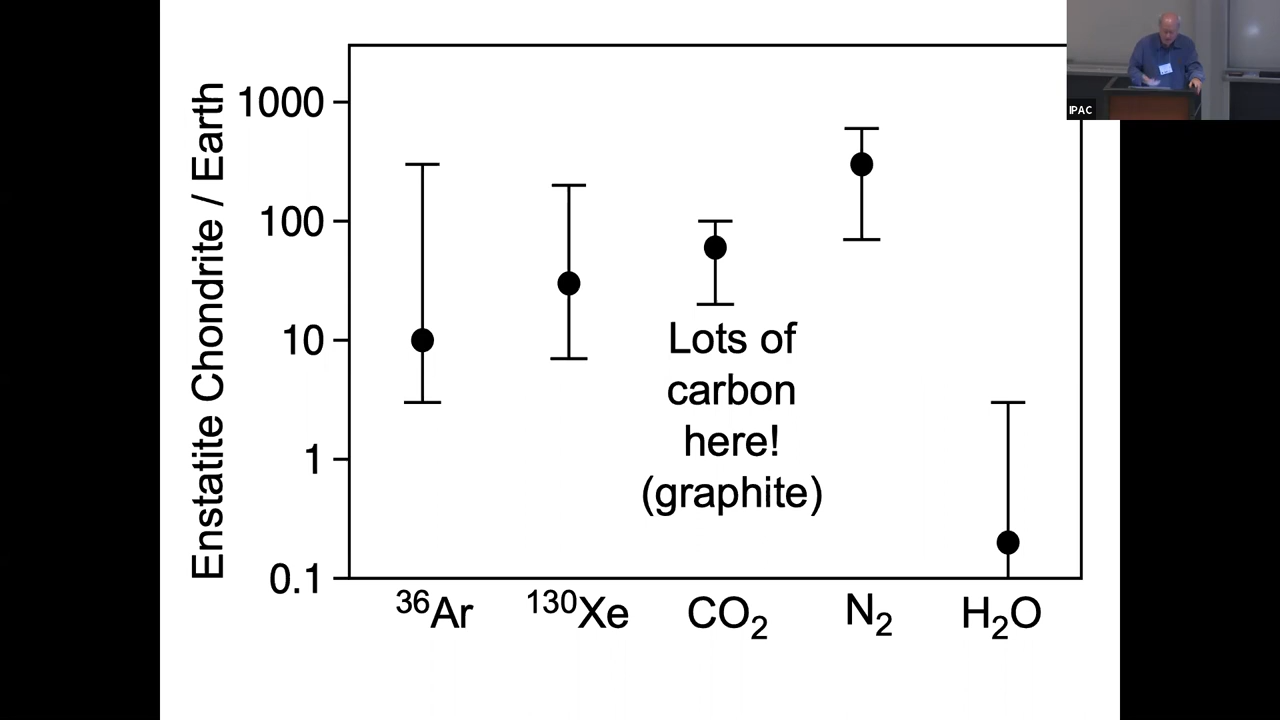 Enstatite Chondrite / Earth
1000
100
10
1
0.1
Lots of
carbon
here!
(graphite)
³⁶Ar
¹³⁰Xe
CO₂
N₂
H₂O
IPAC